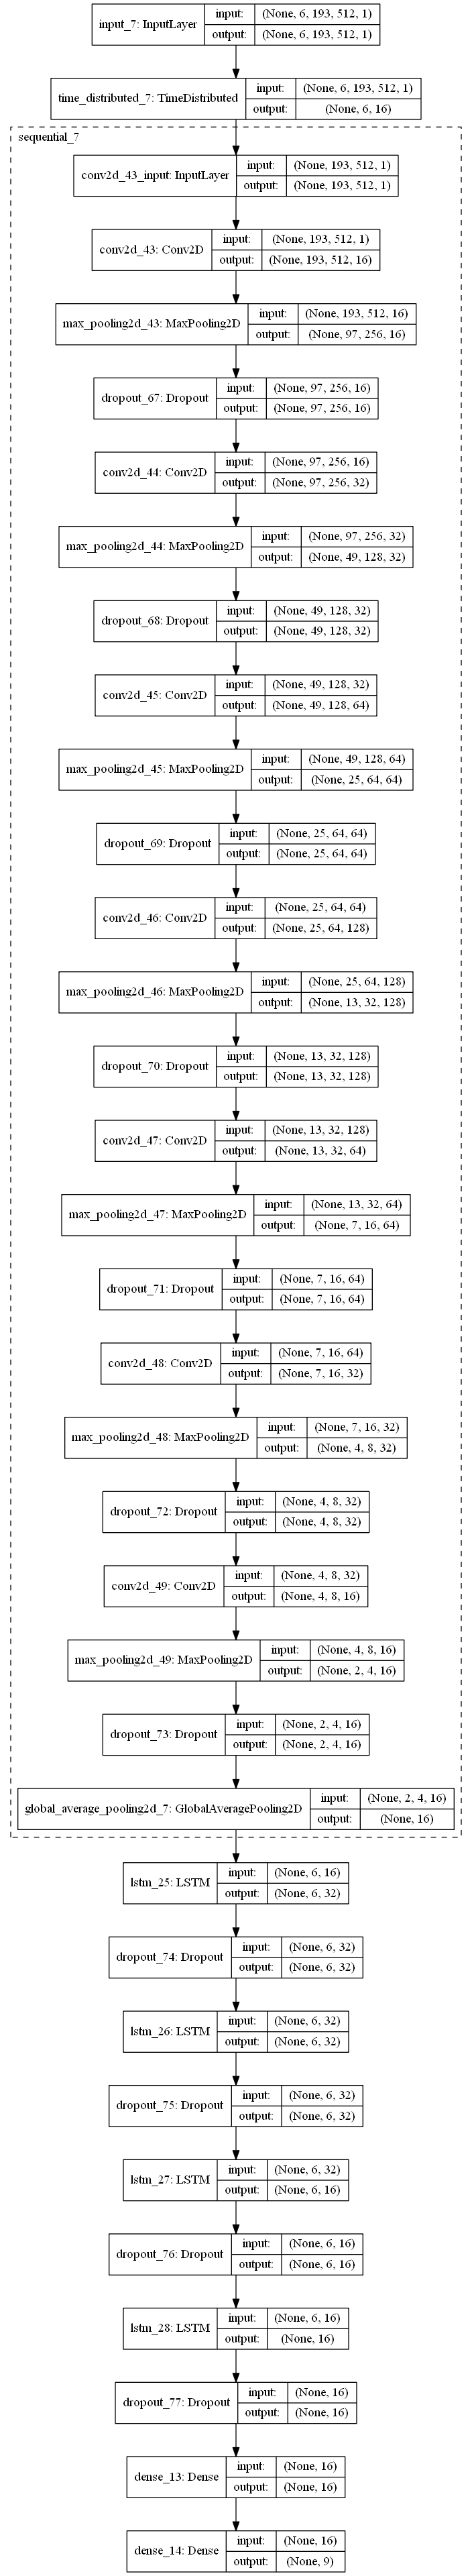 input_7: InputLayer input: (None, 6, 193, 512, 1)
output: (None, 6, 193, 512, 1)
time_distributed_7: TimeDistributed input: (None, 6, 193, 512, 1)
output: (None, 6, 16)
sequential_7
conv2d_43_input: InputLayer input: (None, 193, 512, 1)
output: (None, 193, 512, 1)
conv2d_43: Conv2D input: (None, 193, 512, 1)
output: (None, 193, 512, 16)
max_pooling2d_43: MaxPooling2D input: (None, 193, 512, 16)
output: (None, 97, 256, 16)
dropout_67: Dropout input: (None, 97, 256, 16)
output: (None, 97, 256, 16)
conv2d_44: Conv2D input: (None, 97, 256, 16)
output: (None, 97, 256, 32)
max_pooling2d_44: MaxPooling2D input: (None, 97, 256, 32)
output: (None, 49, 128, 32)
dropout_68: Dropout input: (None, 49, 128, 32)
output: (None, 49, 128, 32)
conv2d_45: Conv2D input: (None, 49, 128, 32)
output: (None, 49, 128, 64)
max_pooling2d_45: MaxPooling2D input: (None, 49, 128, 64)
output: (None, 25, 64, 64)
dropout_69: Dropout input: (None, 25, 64, 64)
output: (None, 25, 64, 64)
conv2d_46: Conv2D input: (None, 25, 64, 64)
output: (None, 25, 64, 128)
max_pooling2d_46: MaxPooling2D input: (None, 25, 64, 128)
output: (None, 13, 32, 128)
dropout_70: Dropout input: (None, 13, 32, 128)
output: (None, 13, 32, 128)
conv2d_47: Conv2D input: (None, 13, 32, 128)
output: (None, 13, 32, 64)
max_pooling2d_47: MaxPooling2D input: (None, 13, 32, 64)
output: (None, 7, 16, 64)
dropout_71: Dropout input: (None, 7, 16, 64)
output: (None, 7, 16, 64)
conv2d_48: Conv2D input: (None, 7, 16, 64)
output: (None, 7, 16, 32)
max_pooling2d_48: MaxPooling2D input: (None, 7, 16, 32)
output: (None, 4, 8, 32)
dropout_72: Dropout input: (None, 4, 8, 32)
output: (None, 4, 8, 32)
conv2d_49: Conv2D input: (None, 4, 8, 32)
output: (None, 4, 8, 16)
max_pooling2d_49: MaxPooling2D input: (None, 4, 8, 16)
output: (None, 2, 4, 16)
dropout_73: Dropout input: (None, 2, 4, 16)
output: (None, 2, 4, 16)
global_average_pooling2d_7: GlobalAveragePooling2D input: (None, 2, 4, 16)
output: (None, 16)
lstm_25: LSTM input: (None, 6, 16)
output: (None, 6, 32)
dropout_74: Dropout input: (None, 6, 32)
output: (None, 6, 32)
lstm_26: LSTM input: (None, 6, 32)
output: (None, 6, 32)
dropout_75: Dropout input: (None, 6, 32)
output: (None, 6, 32)
lstm_27: LSTM input: (None, 6, 32)
output: (None, 6, 16)
dropout_76: Dropout input: (None, 6, 16)
output: (None, 6, 16)
lstm_28: LSTM input: (None, 6, 16)
output: (None, 16)
dropout_77: Dropout input: (None, 16)
output: (None, 16)
dense_13: Dense input: (None, 16)
output: (None, 16)
dense_14: Dense input: (None, 16)
output: (None, 9)